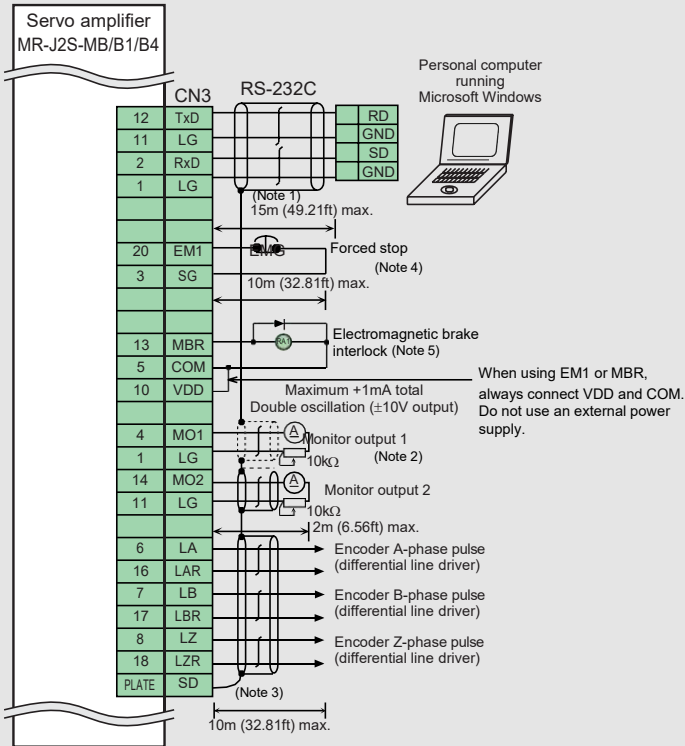 Servo amplifier
MR-J2S-MB/B1/B4
Personal computer
running
Microsoft Windows
CN3
RS-232C
12 TxD
RD
11 LG
GND
2 RxD
SD
1 LG
GND
(Note 1)
15m (49.21ft) max.
20 EM1
EMG
Forced stop
(Note 4)
3 SG
10m (32.81ft) max.
13 MBR
RA1
Electromagnetic brake
interlock (Note 5)
5 COM
10 VDD
When using EM1 or MBR,
always connect VDD and COM.
Do not use an external power
supply.
Maximum +1mA total
Double oscillation (±10V output)
4 MO1
A
Monitor output 1
(Note 2)
1 LG
10kΩ
14 MO2
A
Monitor output 2
11 LG
10kΩ
2m (6.56ft) max.
6 LA
Encoder A-phase pulse
16 LAR
(differential line driver)
7 LB
Encoder B-phase pulse
17 LBR
(differential line driver)
8 LZ
Encoder Z-phase pulse
18 LZR
(differential line driver)
PLATE SD
(Note 3)
10m (32.81ft) max.